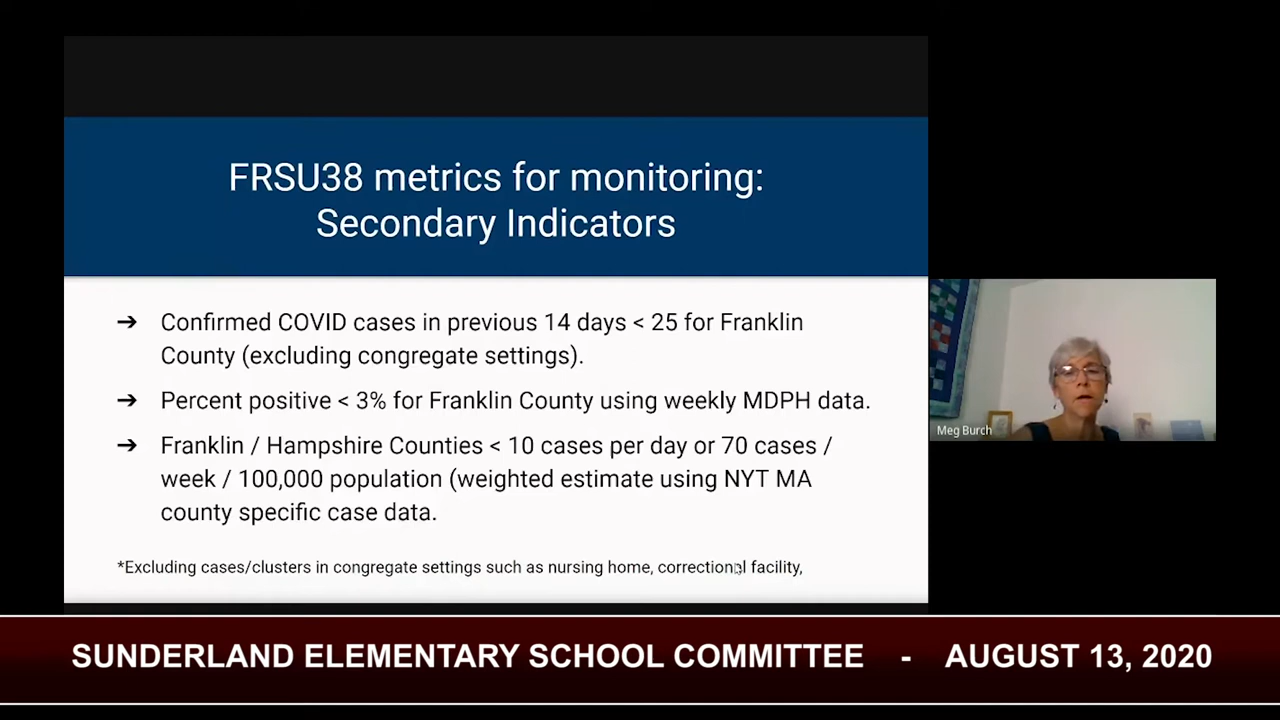 FRSU38 metrics for monitoring:
Secondary Indicators
➔ Confirmed COVID cases in previous 14 days < 25 for Franklin
County (excluding congregate settings).
➔ Percent positive < 3% for Franklin County using weekly MDPH data.
➔ Franklin / Hampshire Counties < 10 cases per day or 70 cases /
week / 100,000 population (weighted estimate using NYT MA
county specific case data.
*Excluding cases/clusters in congregate settings such as nursing home, correctional facility,
Meg Burch
SUNDERLAND ELEMENTARY SCHOOL COMMITTEE - AUGUST 13, 2020